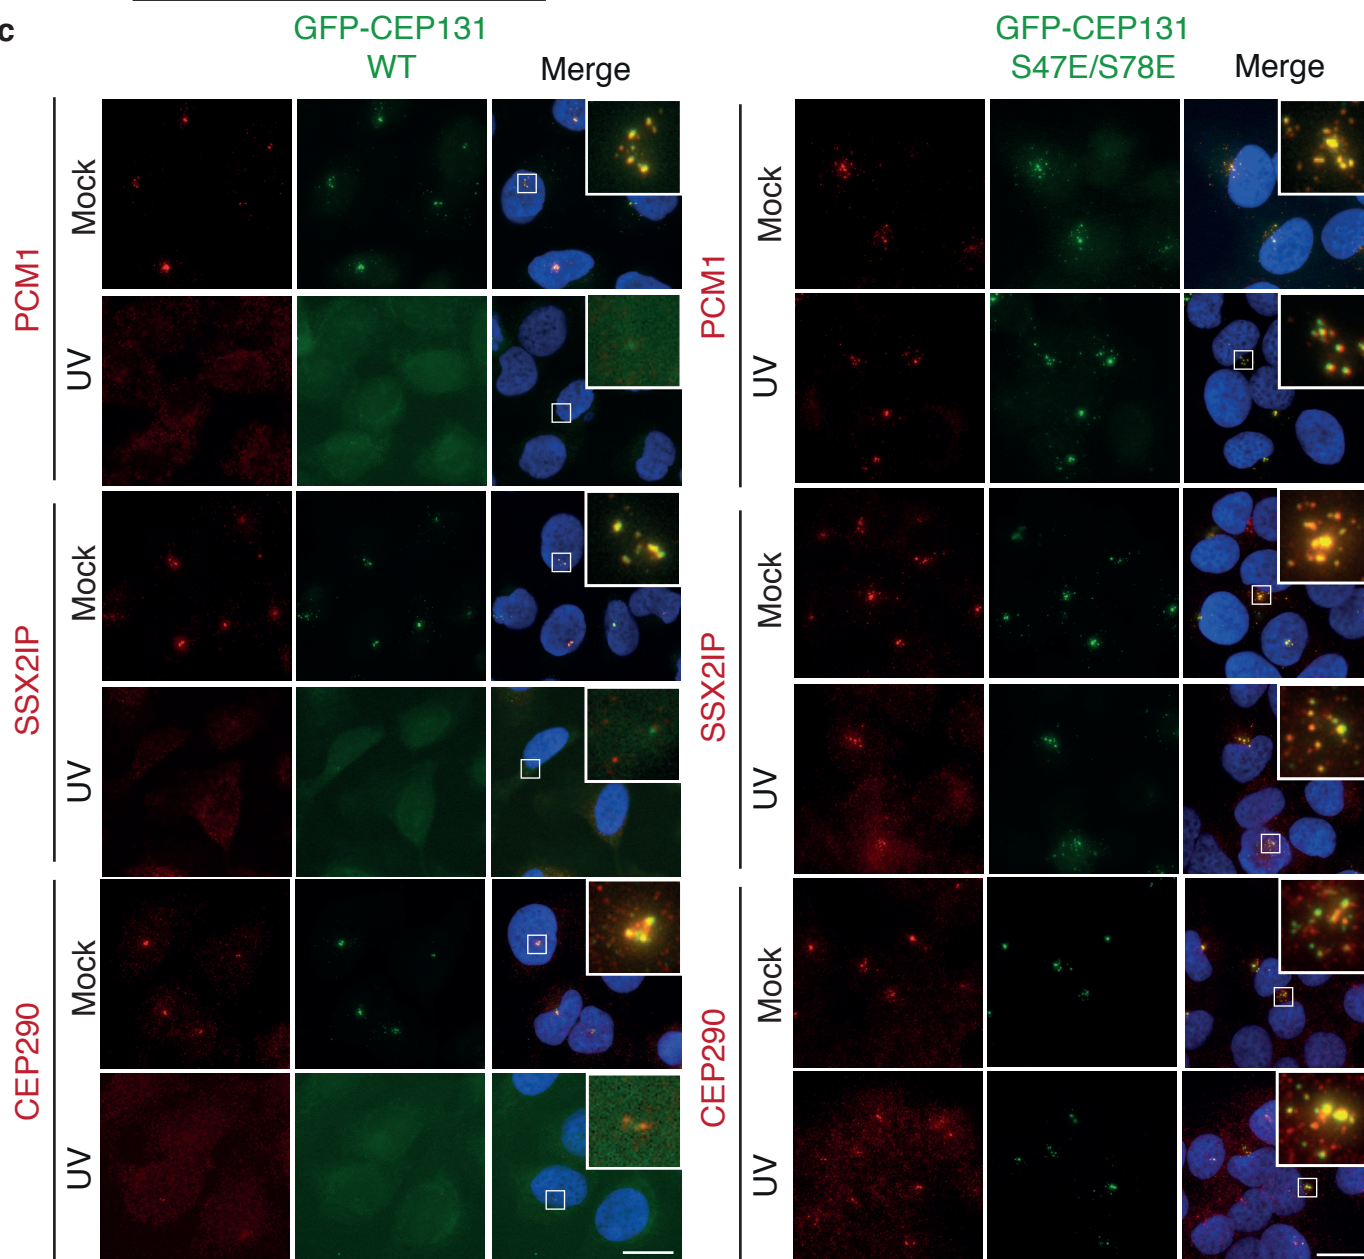 c
GFP-CEP131
WT
Merge
GFP-CEP131
S47E/S78E
Merge
PCM1
Mock
UV
SSX2IP
Mock
UV
CEP290
Mock
UV
PCM1
Mock
UV
SSX2IP
Mock
UV
CEP290
Mock
UV